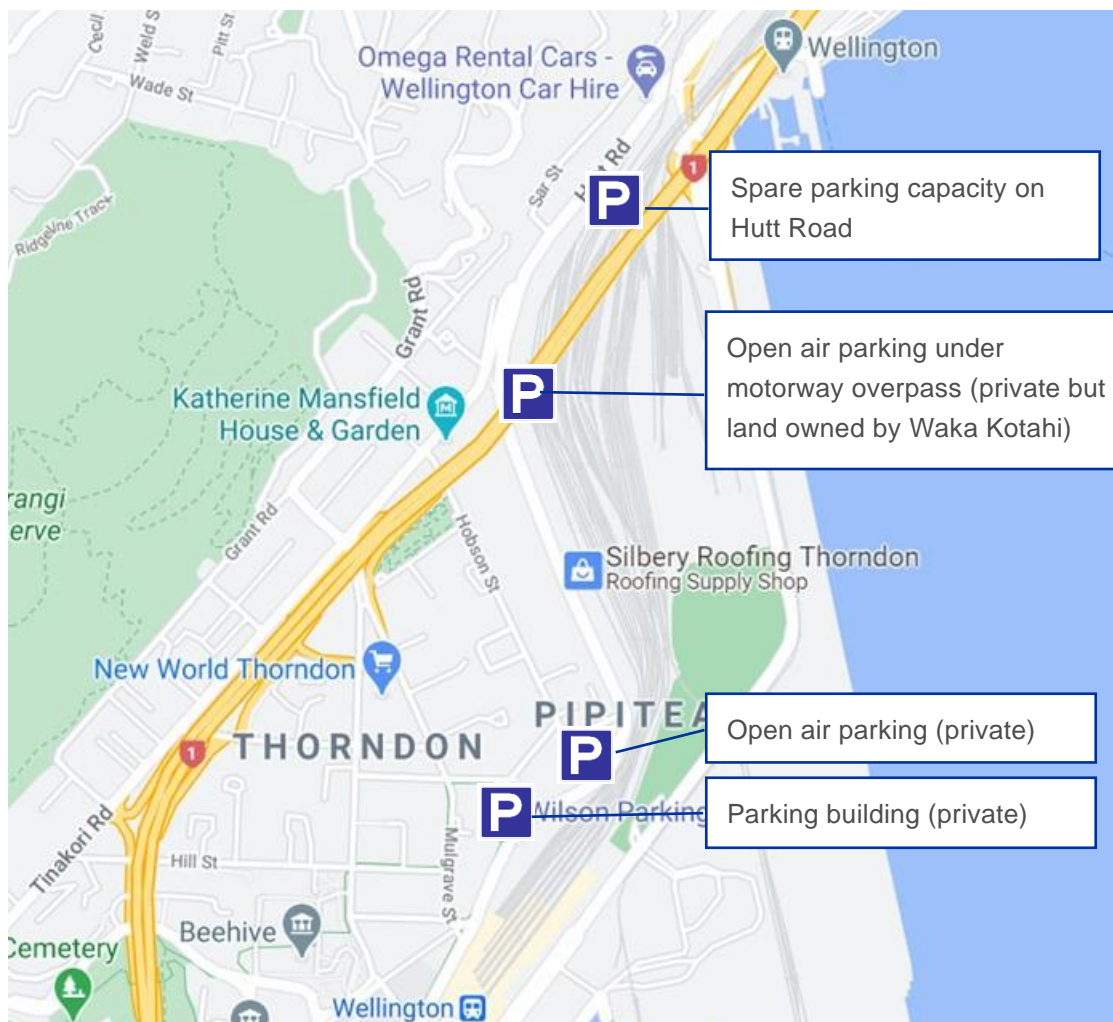 Cecil
Weld St
Pitt St
Wade St
Omega Rental Cars -
Wellington Car Hire
Wellington
1
Hutt Rd
Sar St
P
Spare parking capacity on
Hutt Road
Ridgeline Track
Grant Rd
Open air parking under
motorway overpass (private but
land owned by Waka Kotahi)
P
Katherine Mansfield
House & Garden
M
rangi
erve
Grant Rd
Hobson St
Silbery Roofing Thorndon
Roofing Supply Shop
New World Thorndon
PIPITEA
THORNDON
1
P
Open air parking (private)
P
Wilson Parking
Parking building (private)
Tinakori Rd
Hill St
Mulgrave St
Beehive
Cemetery
Wellington